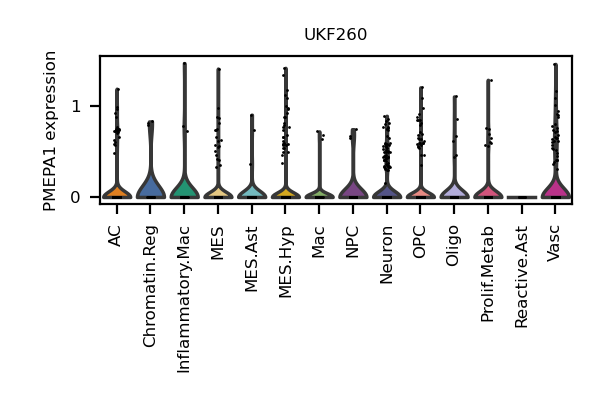 UKF260
PMEPA1 expression
1
0
AC
Chromatin.Reg
Inflammatory.Mac
MES
MES.Ast
MES.Hyp
Mac
NPC
Neuron
OPC
Oligo
Prolif.Metab
Reactive.Ast
Vasc